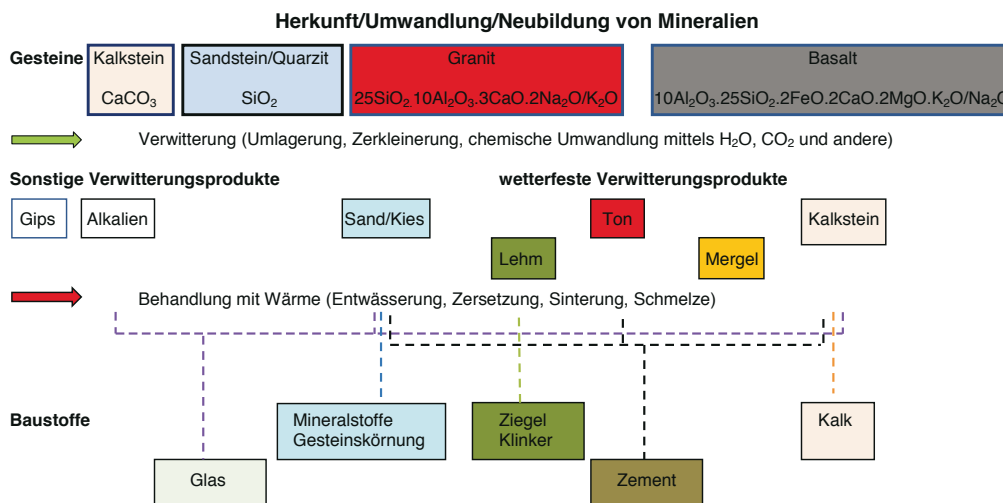 Herkunft/Umwandlung/Neubildung von Mineralien
Gesteine
Kalkstein
CaCO₃
Sandstein/Quarzit
SiO₂
Granit
25SiO₂.10Al₂O₃.3CaO.2Na₂O/K₂O
Basalt
10Al₂O₃.25SiO₂.2FeO.2CaO.2MgO.K₂O/Na₂O
Verwitterung (Umlagerung, Zerkleinerung, chemische Umwandlung mittels H₂O, CO₂ und andere)
Sonstige Verwitterungsprodukte
wetterfeste Verwitterungsprodukte
Gips
Alkalien
Sand/Kies
Ton
Kalkstein
Lehm
Mergel
Behandlung mit Wärme (Entwässerung, Zersetzung, Sinterung, Schmelze)
Baustoffe
Mineralstoffe
Gesteinskörnung
Ziegel
Klinker
Kalk
Glas
Zement